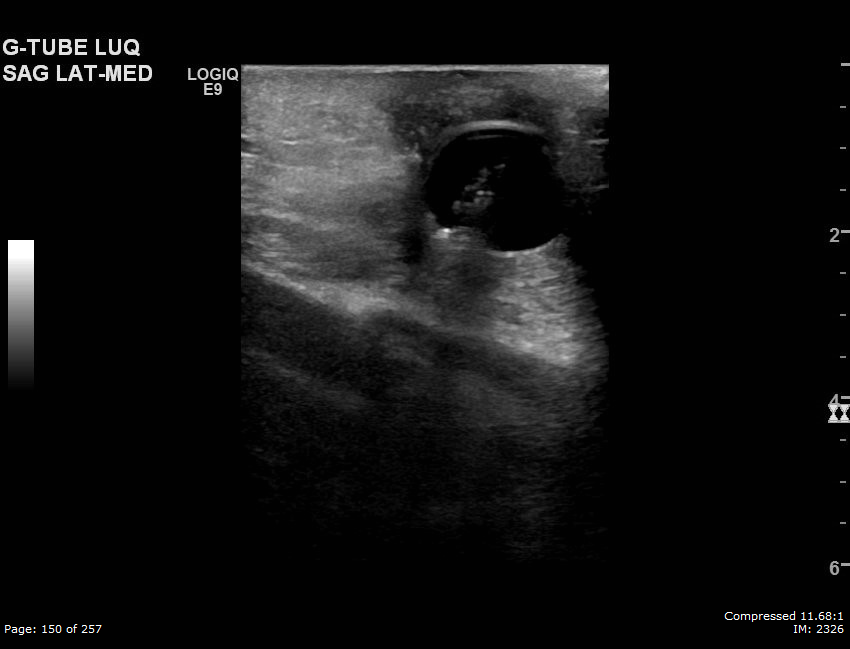 G-TUBE LUQ
SAG LAT-MED
LOGIQ
E9
2
4
6
Compressed 11.68:1
Page: 150 of 257
IM: 2326